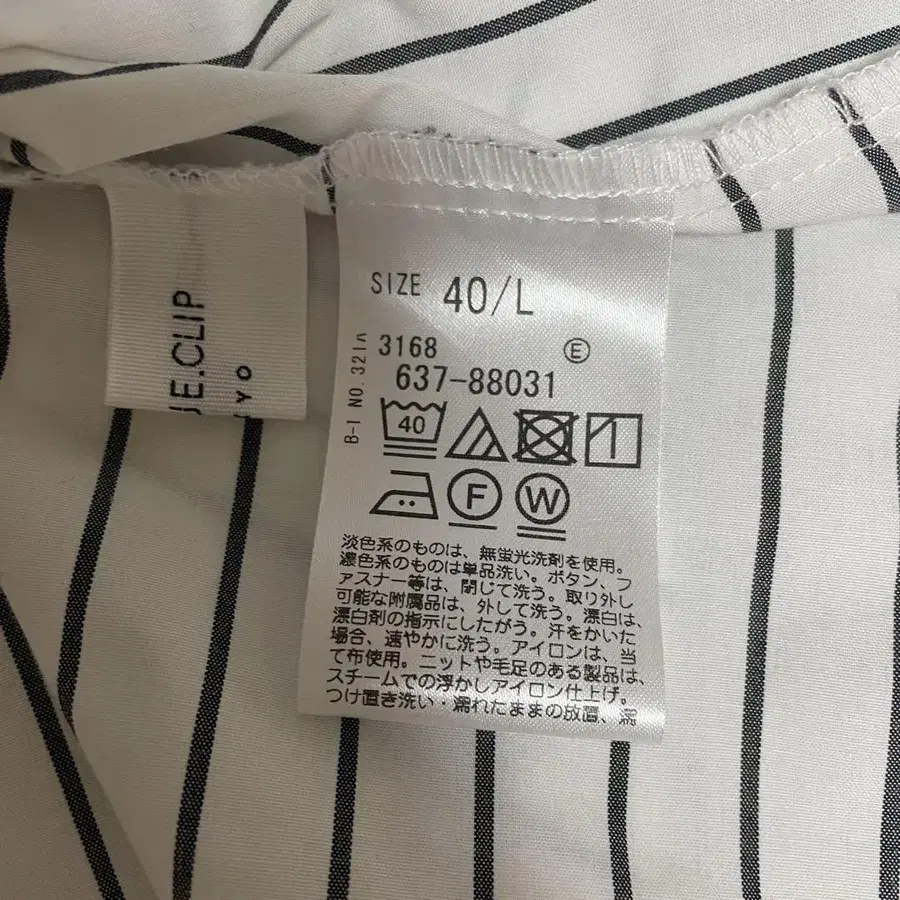 UE.CLIP
YO
SIZE 40/L
B-I NO.321n
3168 E
637-88031
40 1
F W
淡色系のものは、無蛍光洗剤を使用。
濃色系のものは単品洗い。ボタン、フ
ァスナー等は、閉じて洗う。取り外し
可能な附属品は、外して洗う。漂白は、
漂白剤の指示にしたがう。汗をかいた
場合、速やかに洗う。アイロンは、当
て布使用。ニットや毛足のある製品は、
スチームでの浮かしアイロン仕上げ。
つけ置き洗い・濡れたままの放置、